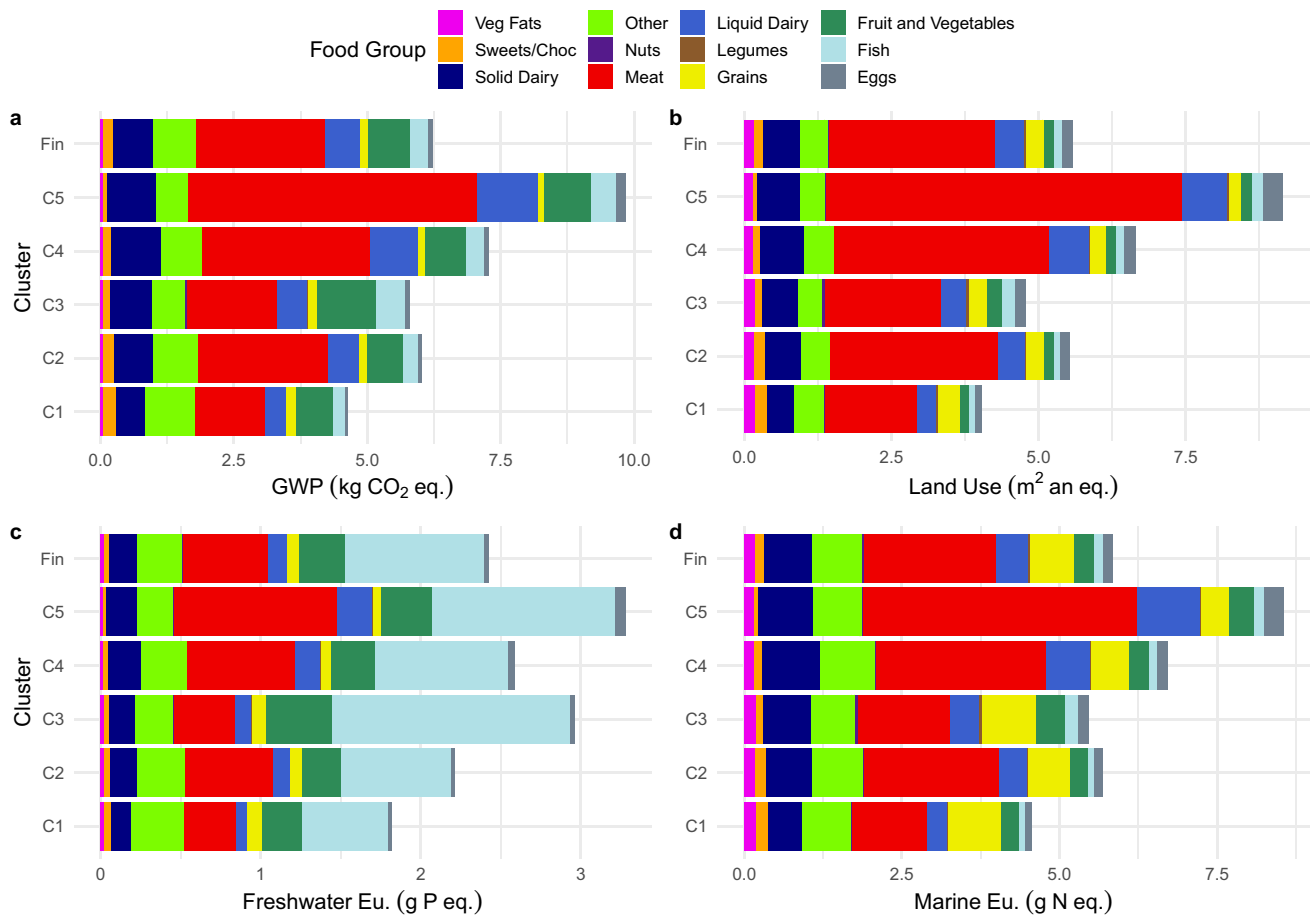 Food Group
Veg Fats
Other
Liquid Dairy
Fruit and Vegetables
Sweets/Choc
Nuts
Legumes
Fish
Solid Dairy
Meat
Grains
Eggs
a
Cluster
Fin
C5
C4
C3
C2
C1
0.0 2.5 5.0 7.5 10.0
GWP (kg CO₂ eq.)
b
Fin
C5
C4
C3
C2
C1
0.0 2.5 5.0 7.5
Land Use (m² an eq.)
c
Cluster
Fin
C5
C4
C3
C2
C1
0 1 2 3
Freshwater Eu. (g P eq.)
d
Fin
C5
C4
C3
C2
C1
0.0 2.5 5.0 7.5
Marine Eu. (g N eq.)